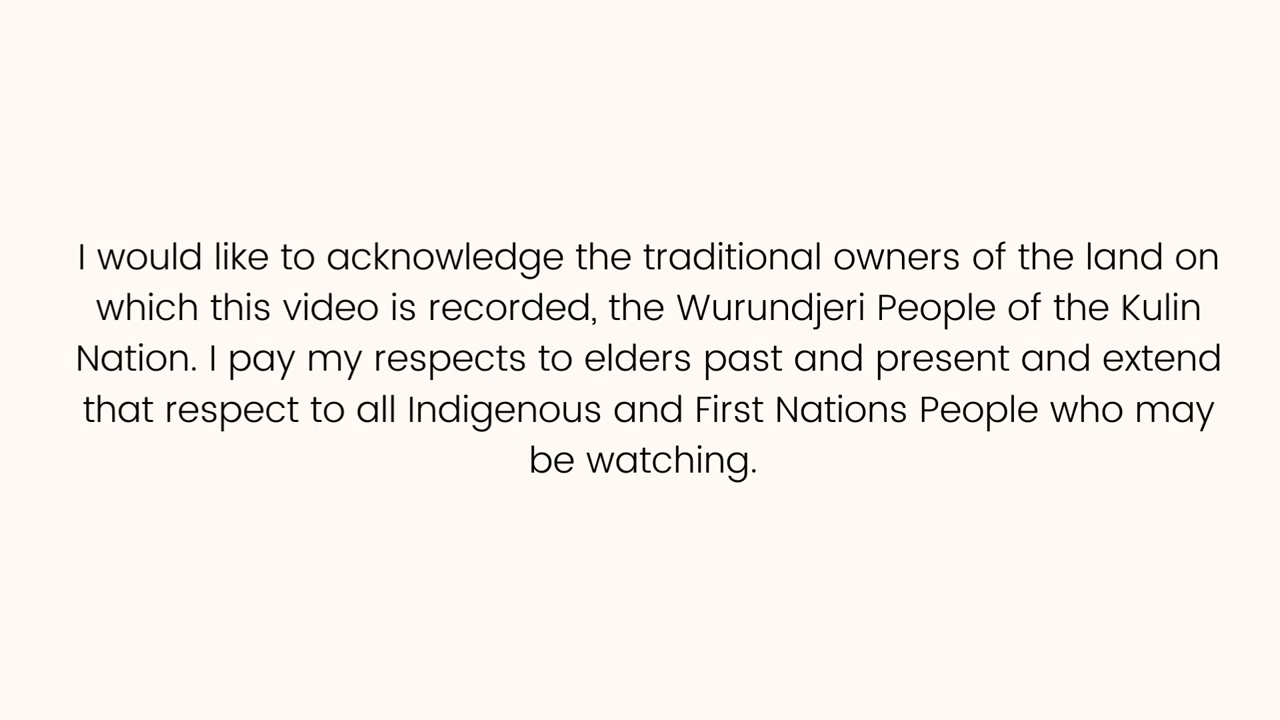 I would like to acknowledge the traditional owners of the land on
which this video is recorded, the Wurundjeri People of the Kulin
Nation. I pay my respects to elders past and present and extend
that respect to all Indigenous and First Nations People who may
be watching.